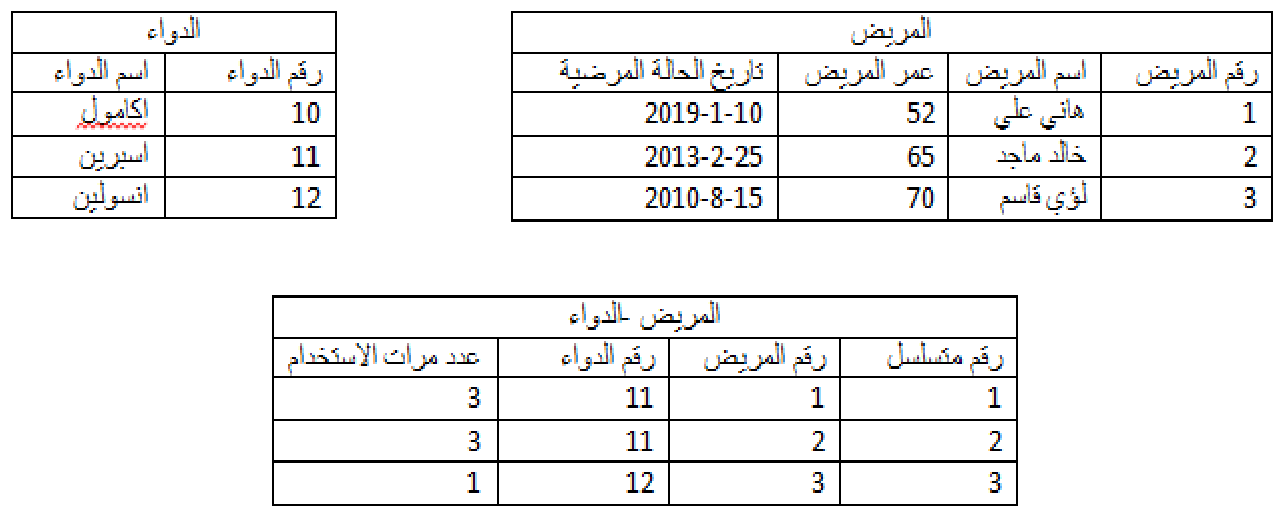 المريض
رقم المريض اسم المريض عمر المريض تاريخ الحالة المرضية
1 هاني علي 52 2019-1-10
2 خالد ماجد 65 2013-2-25
3 لؤي قاسم 70 2010-8-15
الدواء
رقم الدواء اسم الدواء
10 اكامول
11 اسبرين
12 انسولين
المريض -الدواء
رقم متسلسل رقم المريض رقم الدواء عدد مرات الاستخدام
1 1 11 3
2 2 11 3
3 3 12 1